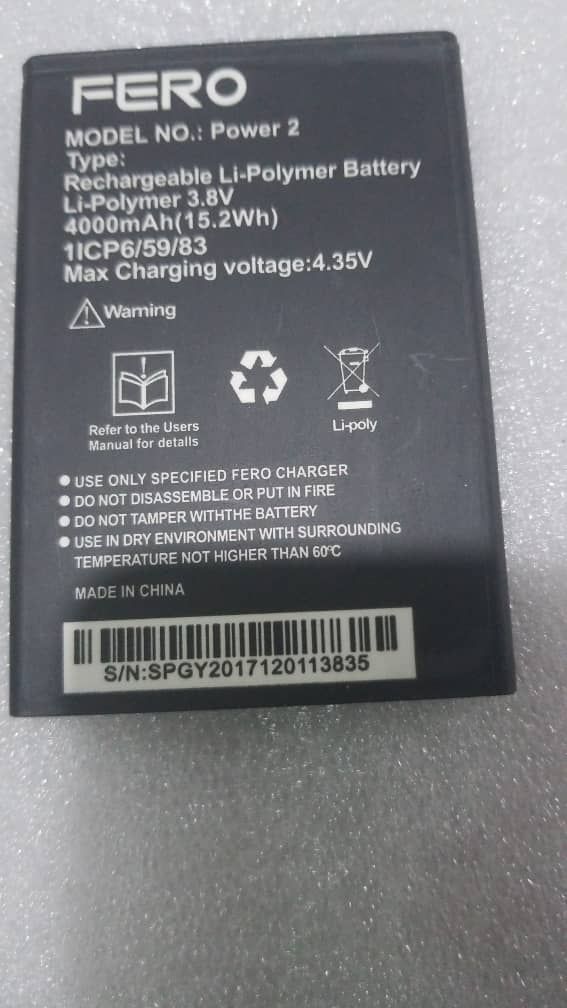 FERO
MODEL NO.: Power 2
Type:
Rechargeable Li-Polymer Battery
Li-Polymer 3.8V
4000mAh(15.2Wh)
1ICP6/59/83
Max Charging voltage:4.35V
Warning
Refer to the Users
Manual for details
Li-poly
● USE ONLY SPECIFIED FERO CHARGER
● DO NOT DISASSEMBLE OR PUT IN FIRE
● DO NOT TAMPER WITHTHE BATTERY
● USE IN DRY ENVIRONMENT WITH SURROUNDING
TEMPERATURE NOT HIGHER THAN 60℃
MADE IN CHINA
S/N:SPGY2017120113835